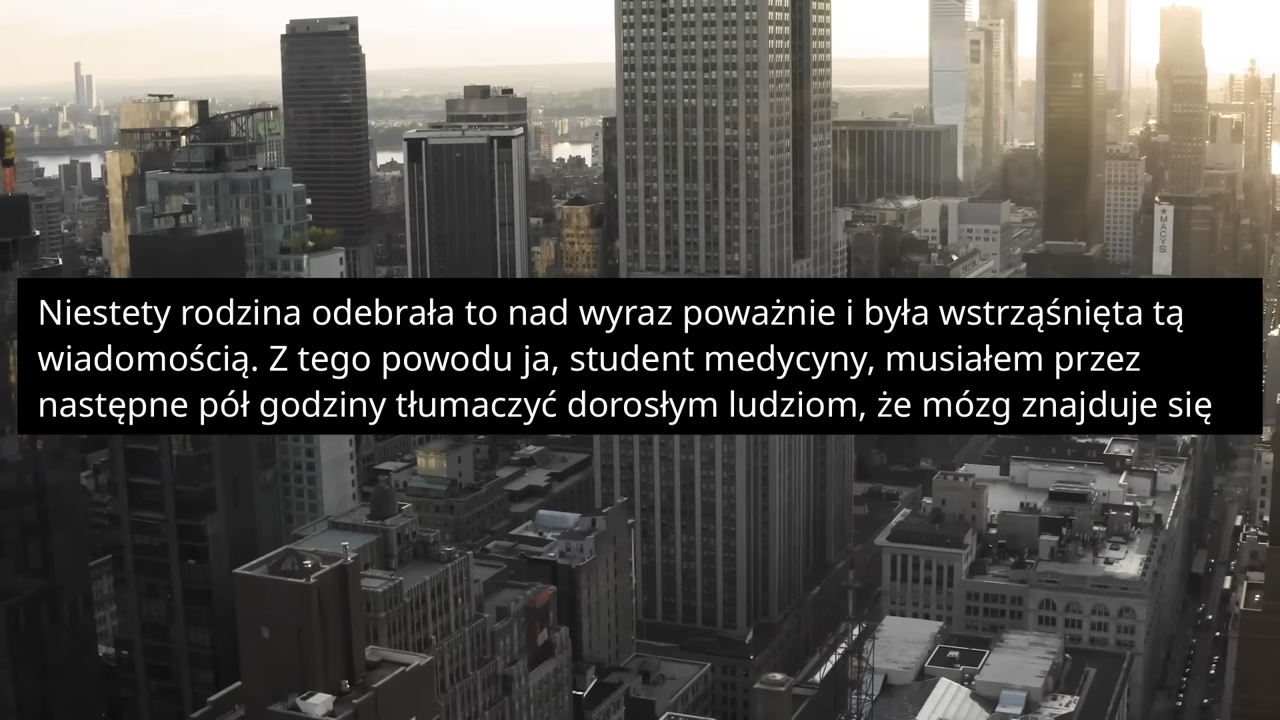 ★ MACYS
Niestety rodzina odebrała to nad wyraz poważnie i była wstrząśnięta tą
wiadomością. Z tego powodu ja, student medycyny, musiałem przez
następne pół godziny tłumaczyć dorosłym ludziom, że mózg znajduje się